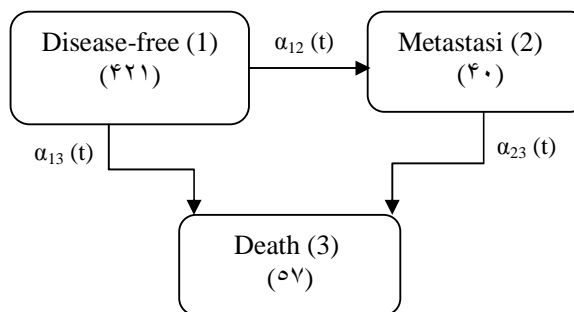 Disease-free (1)
(۴۲۱)
α12 (t)
Metastasi (2)
(۴۰)
α13 (t)
α23 (t)
Death (3)
(۵۷)